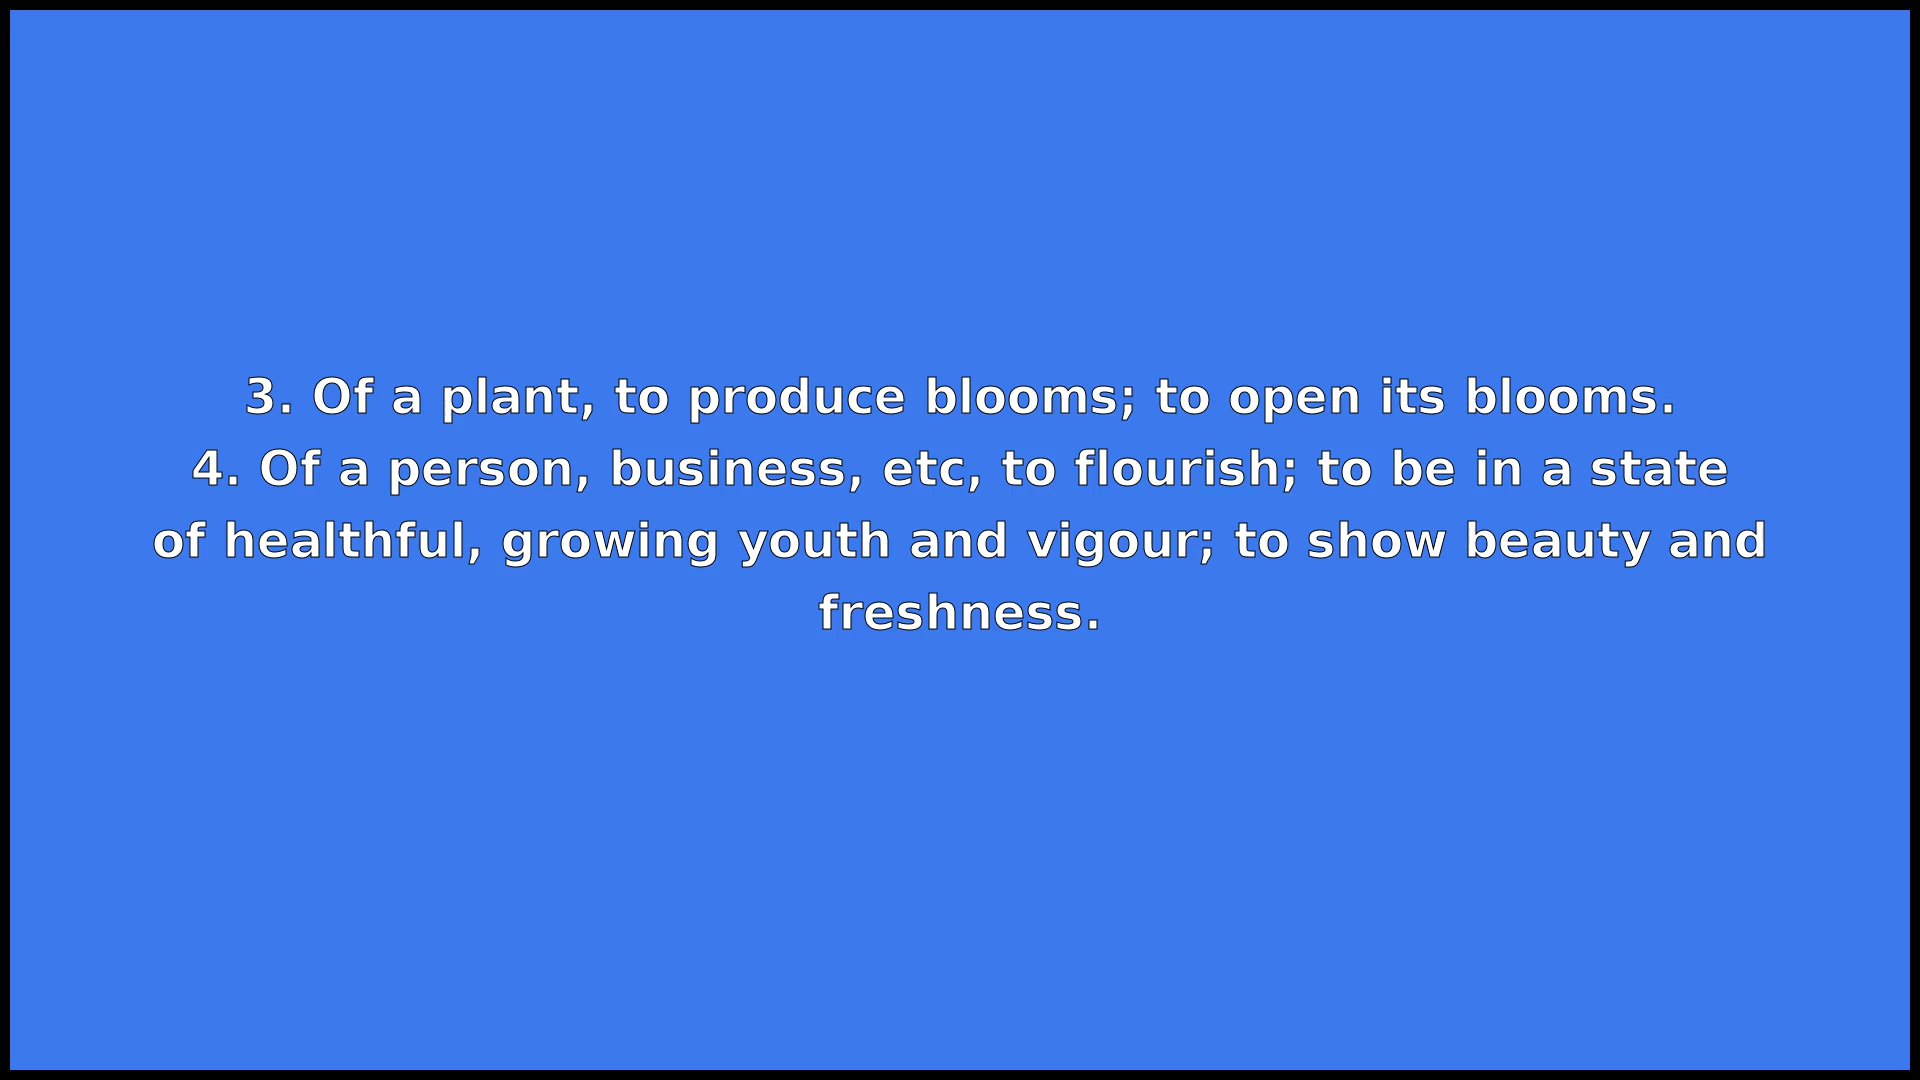 3. Of a plant, to produce blooms; to open its blooms.
4. Of a person, business, etc, to flourish; to be in a state
of healthful, growing youth and vigour; to show beauty and
freshness.